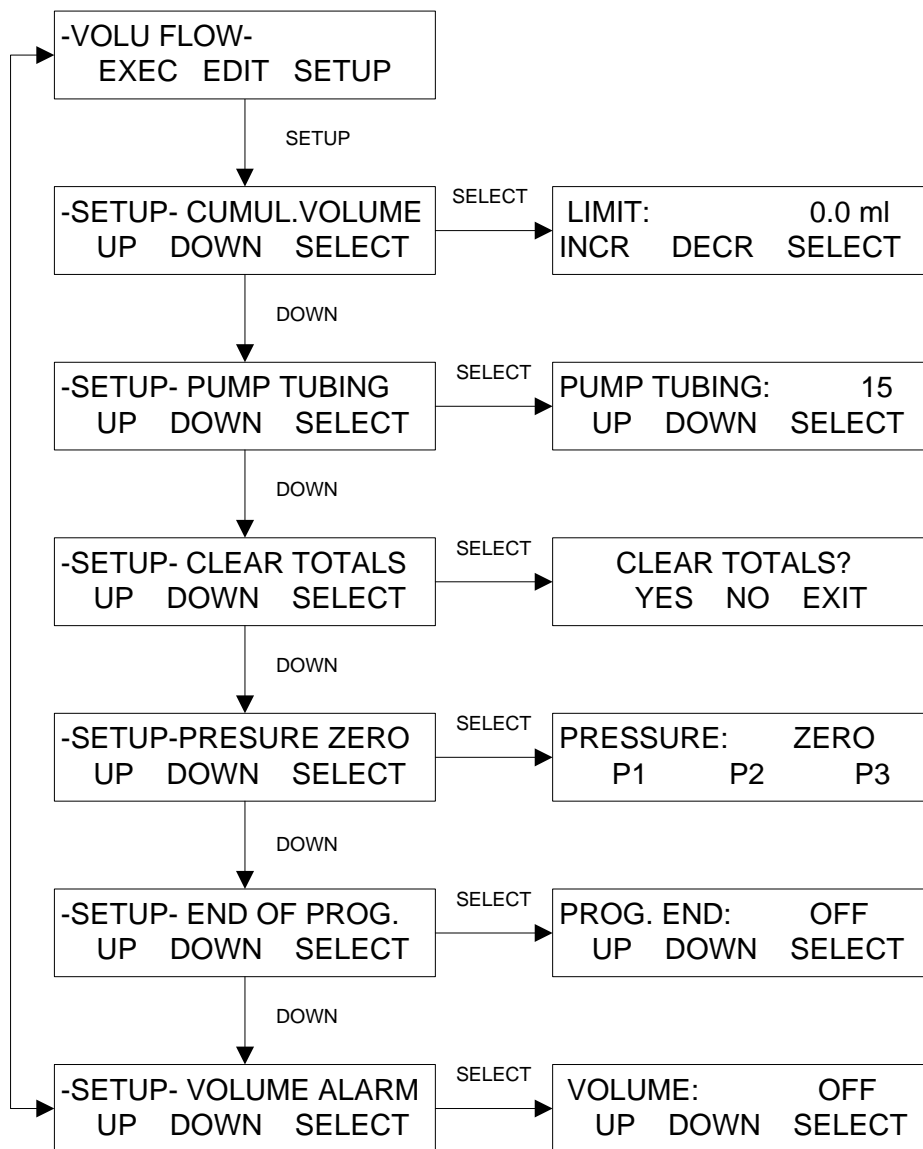 -VOLU FLOW-
EXEC EDIT SETUP
SETUP
-SETUP- CUMUL.VOLUME
UP DOWN SELECT
SELECT
LIMIT: 0.0 ml
INCR DECR SELECT
DOWN
-SETUP- PUMP TUBING
UP DOWN SELECT
SELECT
PUMP TUBING: 15
UP DOWN SELECT
DOWN
-SETUP- CLEAR TOTALS
UP DOWN SELECT
SELECT
CLEAR TOTALS?
YES NO EXIT
DOWN
-SETUP-PRESURE ZERO
UP DOWN SELECT
SELECT
PRESSURE: ZERO
P1 P2 P3
DOWN
-SETUP- END OF PROG.
UP DOWN SELECT
SELECT
PROG. END: OFF
UP DOWN SELECT
DOWN
-SETUP- VOLUME ALARM
UP DOWN SELECT
SELECT
VOLUME: OFF
UP DOWN SELECT